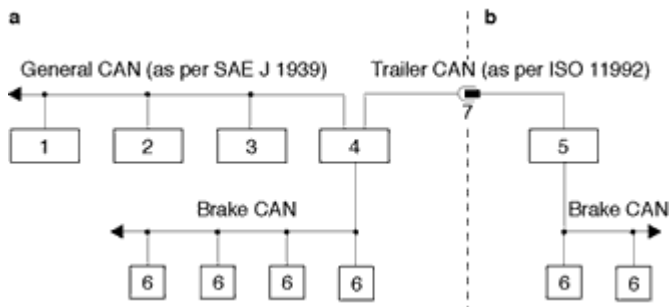 a b
General CAN (as per SAE J 1939) Trailer CAN (as per ISO 11992)
7
1 2 3 4 5
Brake CAN Brake CAN
6 6 6 6 6 6